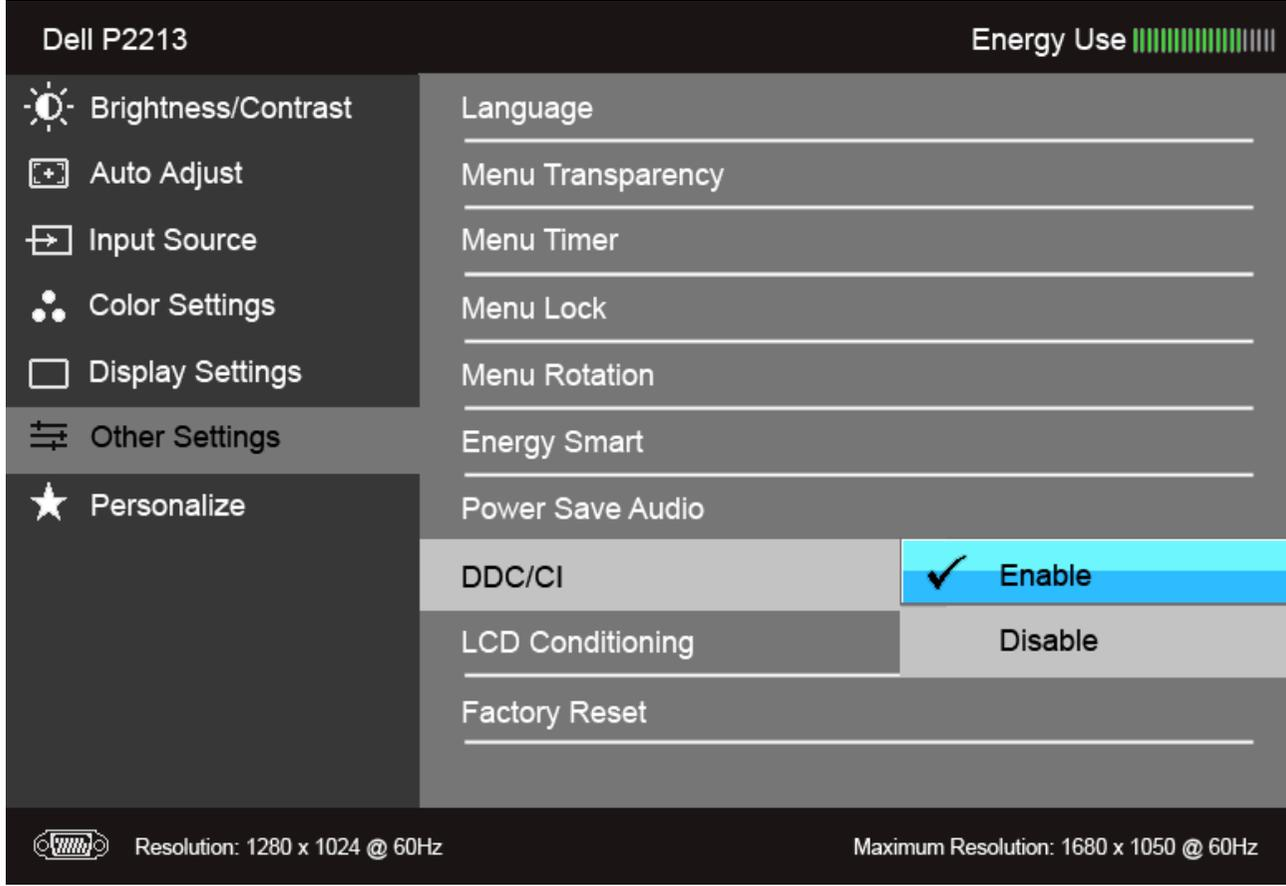 Dell P2213
Energy Use
Brightness/Contrast
Auto Adjust
Input Source
Color Settings
Display Settings
Other Settings
Personalize
Language
Menu Transparency
Menu Timer
Menu Lock
Menu Rotation
Energy Smart
Power Save Audio
DDC/CI
Enable
Disable
LCD Conditioning
Factory Reset
Resolution: 1280 x 1024 @ 60Hz
Maximum Resolution: 1680 x 1050 @ 60Hz